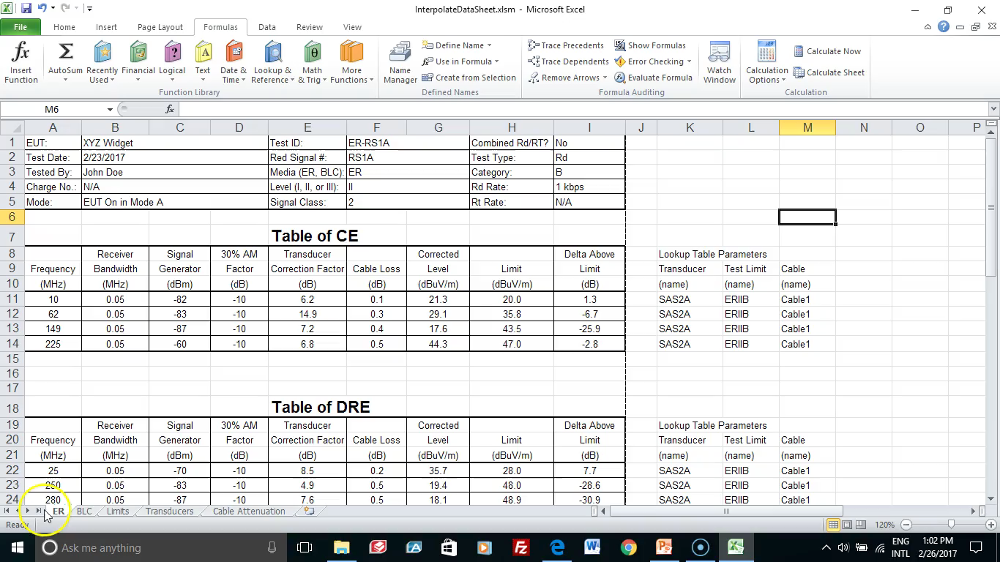 InterpolateDataSheet.xlsm - Microsoft Excel
File Home Insert Page Layout Formulas Data Review View
Insert Function AutoSum Recently Used Financial Logical Text Date & Time Lookup & Reference Math & Trig More Functions
Function Library
Name Manager Define Name Use in Formula Create from Selection
Defined Names
Trace Precedents Trace Dependents Remove Arrows Show Formulas Error Checking Evaluate Formula Watch Window
Formula Auditing
Calculation Options Calculate Now Calculate Sheet
Calculation
M6 fx
A B C D E F G H I J K L M N O P
1 EUT: XYZ Widget Test ID: ER-RS1A Combined Rd/RT? No
2 Test Date: 2/23/2017 Red Signal #: RS1A Test Type: Rd
3 Tested By: John Doe Media (ER, BLC): ER Category: B
4 Charge No.: N/A Level (I, II, or III): II Rd Rate: 1 kbps
5 Mode: EUT On in Mode A Signal Class: 2 Rt Rate: N/A
6
7 Table of CE
8 Receiver Signal 30% AM Transducer Corrected Delta Above Lookup Table Parameters
9 Frequency Bandwidth Generator Factor Correction Factor Cable Loss Level Limit Limit Transducer Test Limit Cable
10 (MHz) (MHz) (dBm) (dB) (dB) (dB) (dBuV/m) (dBuV/m) (dB) (name) (name) (name)
11 10 0.05 -82 -10 6.2 0.1 21.3 20.0 1.3 SAS2A ERIIB Cable1
12 62 0.05 -83 -10 14.9 0.3 29.1 35.8 -6.7 SAS2A ERIIB Cable1
13 149 0.05 -87 -10 7.2 0.4 17.6 43.5 -25.9 SAS2A ERIIB Cable1
14 225 0.05 -60 -10 6.8 0.5 44.3 47.0 -2.8 SAS2A ERIIB Cable1
15
16
17
18 Table of DRE
19 Receiver Signal 30% AM Transducer Corrected Delta Above Lookup Table Parameters
20 Frequency Bandwidth Generator Factor Correction Factor Cable Loss Level Limit Limit Transducer Test Limit Cable
21 (MHz) (MHz) (dBm) (dB) (dB) (dB) (dBuV/m) (dBuV/m) (dB) (name) (name) (name)
22 25 0.05 -70 -10 8.5 0.2 35.7 28.0 7.7 SAS2A ERIIB Cable1
23 250 0.05 -83 -10 4.9 0.5 19.4 48.0 -28.6 SAS2A ERIIB Cable1
24 280 0.05 -87 -10 7.6 0.5 18.1 48.9 -30.9 SAS2A ERIIB Cable1
ER BLC Limits Transducers Cable Attenuation
Ready 120%
Ask me anything ENG 1:02 PM
INTL 2/26/2017